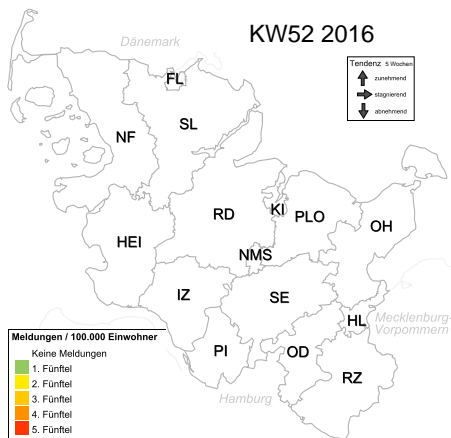 KW52 2016
Dänemark
Tendenz 5 Wochen
zunehmend
stagnierend
abnehmend
FL
SL
NF
RD
KI
PLO
OH
HEI
NMS
IZ
SE
HL
Mecklenburg-
Vorpommern
PI
OD
RZ
Hamburg
Meldungen / 100.000 Einwohner
Keine Meldungen
1. Fünftel
2. Fünftel
3. Fünftel
4. Fünftel
5. Fünftel